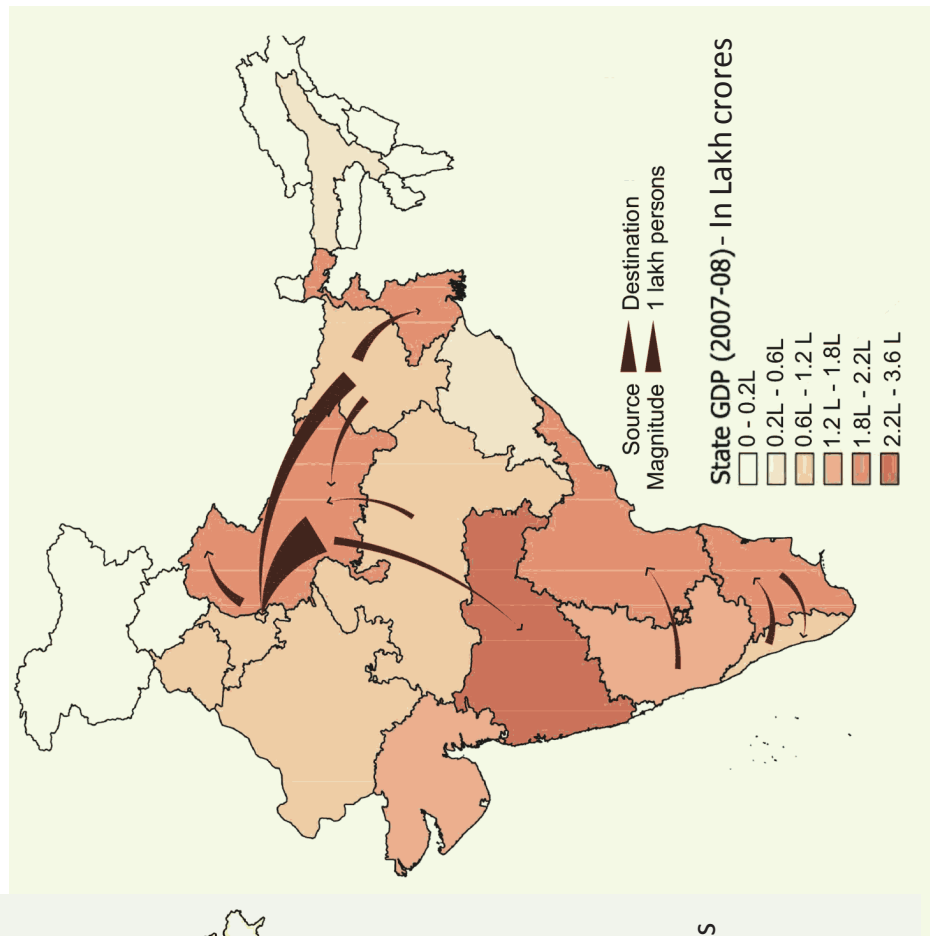 Source Destination
Magnitude 1 lakh persons
State GDP (2007-08) - In Lakh crores
0 - 0.2L
0.2L - 0.6L
0.6L - 1.2 L
1.2 L - 1.8L
1.8L - 2.2L
2.2L - 3.6 L
s